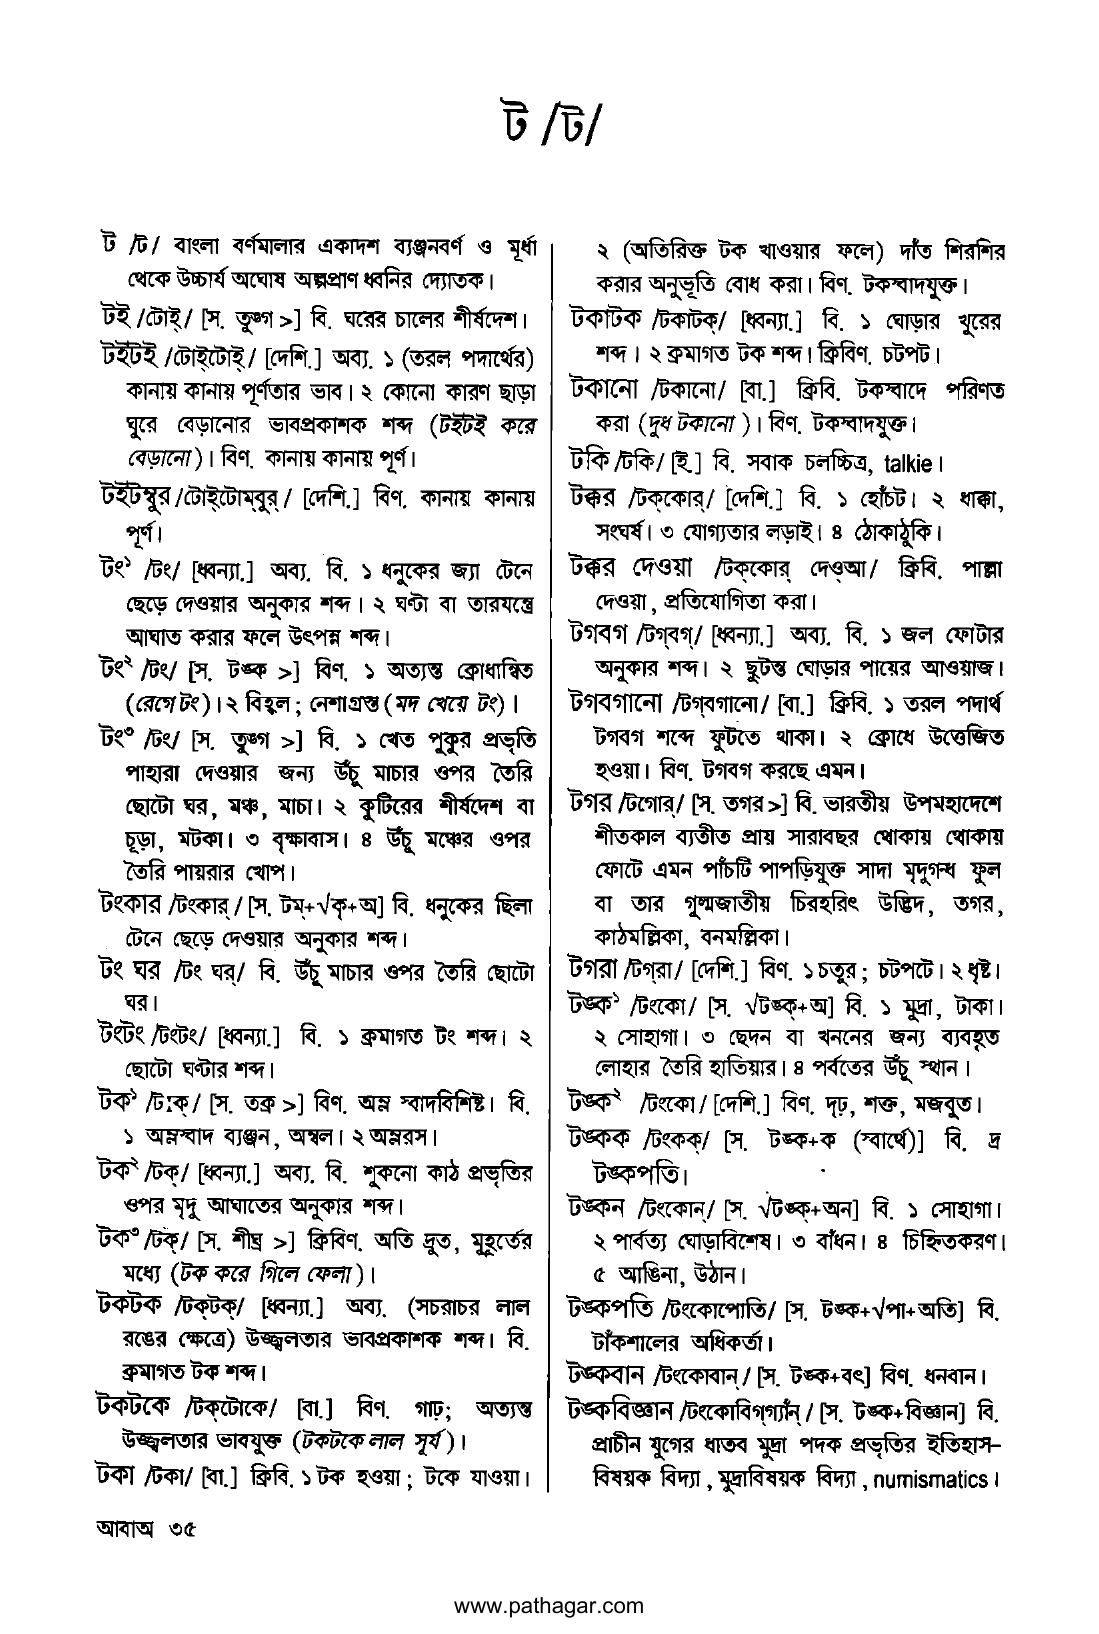 ট /ট/
ট /ট/ বাংলা বর্ণমালার একাদশ ব্যঞ্জনবর্ণ ও মূর্ধা
থেকে উচ্চার্য অঘোষ অল্পপ্রাণ ধ্বনির দ্যোতক।
টই /টোই্/ [স. তুঙ্গ >] বি. ঘরের চালের শীর্ষদেশ।
টইটই /টোই্টোই্/ [দেশি.] অব্য. ১ (তরল পদার্থের)
কানায় কানায় পূর্ণতার ভাব। ২ কোনো কারণ ছাড়া
ঘুরে বেড়ানোর ভাবপ্রকাশক শব্দ (টইটই করে
বেড়ানো)। বিণ. কানায় কানায় পূর্ণ।
টইটম্বুর /টোই্টোম্‌বুর্/ [দেশি.] বিণ. কানায় কানায়
পূর্ণ।
টং১ /টং/ [ধ্বন্যা.] অব্য. বি. ১ ধনুকের জ্যা টেনে
ছেড়ে দেওয়ার অনুকার শব্দ। ২ ঘণ্টা বা তারযন্ত্রে
আঘাত করার ফলে উৎপন্ন শব্দ।
টং২ /টং/ [স. টঙ্ক >] বিণ. ১ অত্যন্ত ক্রোধান্বিত
(রেগে টং)। ২ বিহ্বল; নেশাগ্রস্ত (মদ খেয়ে টং)।
টং৩ /টং/ [স. তুঙ্গ >] বি. ১ খেত পুকুর প্রভৃতি
পাহারা দেওয়ার জন্য উঁচু মাচার ওপর তৈরি
ছোটো ঘর, মঞ্চ, মাচা। ২ কুটিরের শীর্ষদেশ বা
চূড়া, মটকা। ৩ বৃক্ষাবাস। ৪ উঁচু মঞ্চের ওপর
তৈরি পায়রার খোপ।
টংকার /টংকার্/ [স. টম্+√কৃ+অ] বি. ধনুকের ছিলা
টেনে ছেড়ে দেওয়ার অনুকার শব্দ।
টং ঘর /টং ঘর্/ বি. উঁচু মাচার ওপর তৈরি ছোটো
ঘর।
টংটং /টংটং/ [ধ্বন্যা.] বি. ১ ক্রমাগত টং শব্দ। ২
ছোটো ঘণ্টার শব্দ।
টক১ /টক্/ [স. তক্র >] বিণ. অম্ল স্বাদবিশিষ্ট। বি.
১ অম্লস্বাদ ব্যঞ্জন, অম্বল। ২ অম্লরস।
টক২ /টক্/ [ধ্বন্যা.] অব্য. বি. শুকনো কাঠ প্রভৃতির
ওপর মৃদু আঘাতের অনুকার শব্দ।
টক৩ /টক্/ [স. শীঘ্র >] ক্রিবিণ. অতি দ্রুত, মুহূর্তের
মধ্যে (টক করে গিলে ফেলা)।
টকটক /টক্‌টক্/ [ধ্বন্যা.] অব্য. (সচরাচর লাল
রঙের ক্ষেত্রে) উজ্জ্বলতার ভাবপ্রকাশক শব্দ। বি.
ক্রমাগত টক শব্দ।
টকটকে /টক্‌টোকে/ [বা.] বিণ. গাঢ়; অত্যন্ত
উজ্জ্বলতার ভাবযুক্ত (টকটকে লাল সূর্য)।
টকা /টকা/ [বা.] ক্রিবি. ১ টক হওয়া; টকে যাওয়া।
আবাঅ ৩৫
২ (অতিরিক্ত টক খাওয়ার ফলে) দাঁত শিরশির
করার অনুভূতি বোধ করা। বিণ. টকস্বাদযুক্ত।
টকাটক /টকাটক্/ [ধ্বন্যা.] বি. ১ ঘোড়ার খুরের
শব্দ। ২ ক্রমাগত টক শব্দ। ক্রিবিণ. চটপট।
টকানো /টকানো/ [বা.] ক্রিবি. টকস্বাদে পরিণত
করা (দুধ টকানো)। বিণ. টকস্বাদযুক্ত।
টকি /টকি/ [ই.] বি. সবাক চলচ্চিত্র, talkie।
টক্কর /টক্‌কোর্/ [দেশি.] বি. ১ হোঁচট। ২ ধাক্কা,
সংঘর্ষ। ৩ যোগ্যতার লড়াই। ৪ ঠোকাঠুকি।
টক্কর দেওয়া /টক্‌কোর্ দেওআ/ ক্রিবি. পাল্লা
দেওয়া, প্রতিযোগিতা করা।
টগবগ /টগ্‌বগ্/ [ধ্বন্যা.] অব্য. বি. ১ জল ফোটার
অনুকার শব্দ। ২ ছুটন্ত ঘোড়ার পায়ের আওয়াজ।
টগবগানো /টগ্‌বগানো/ [বা.] ক্রিবি. ১ তরল পদার্থ
টগবগ শব্দে ফুটতে থাকা। ২ ক্রোধে উত্তেজিত
হওয়া। বিণ. টগবগ করছে এমন।
টগর /টগোর্/ [স. তগর >] বি. ভারতীয় উপমহাদেশে
শীতকাল ব্যতীত প্রায় সারাবছর থোকায় থোকায়
ফোটে এমন পাঁচটি পাপড়িযুক্ত সাদা মৃদুগন্ধ ফুল
বা তার গুল্মজাতীয় চিরহরিৎ উদ্ভিদ, তগর,
কাঠমল্লিকা, বনমল্লিকা।
টগরা /টগ্‌রা/ [দেশি.] বিণ. ১ চতুর; চটপটে। ২ ধৃষ্ট।
টঙ্ক১ /টংকো/ [স. √টঙ্ক্+অ] বি. ১ মুদ্রা, টাকা।
২ সোহাগা। ৩ ছেদন বা খননের জন্য ব্যবহৃত
লোহার তৈরি হাতিয়ার। ৪ পর্বতের উঁচু স্থান।
টঙ্ক২ /টংকো/ [দেশি.] বিণ. দৃঢ়, শক্ত, মজবুত।
টঙ্কক /টংকক্/ [স. টঙ্ক+ক (স্বার্থে)] বি. দ্র
টঙ্কপতি।
টঙ্কন /টংকোন্/ [স. √টঙ্ক্+অন] বি. ১ সোহাগা।
২ পার্বত্য ঘোড়াবিশেষ। ৩ বাঁধন। ৪ চিহ্নিতকরণ।
৫ আঙিনা, উঠান।
টঙ্কপতি /টংকোপোতি/ [স. টঙ্ক+√পা+অতি] বি.
টাঁকশালের অধিকর্তা।
টঙ্কবান /টংকোবান্/ [স. টঙ্ক+বৎ] বিণ. ধনবান।
টঙ্কবিজ্ঞান /টংকোবিগ্‌গ্যাঁন্/ [স. টঙ্ক+বিজ্ঞান] বি.
প্রাচীন যুগের ধাতব মুদ্রা পদক প্রভৃতির ইতিহাস-
বিষয়ক বিদ্যা, মুদ্রাবিষয়ক বিদ্যা, numismatics।
www.pathagar.com